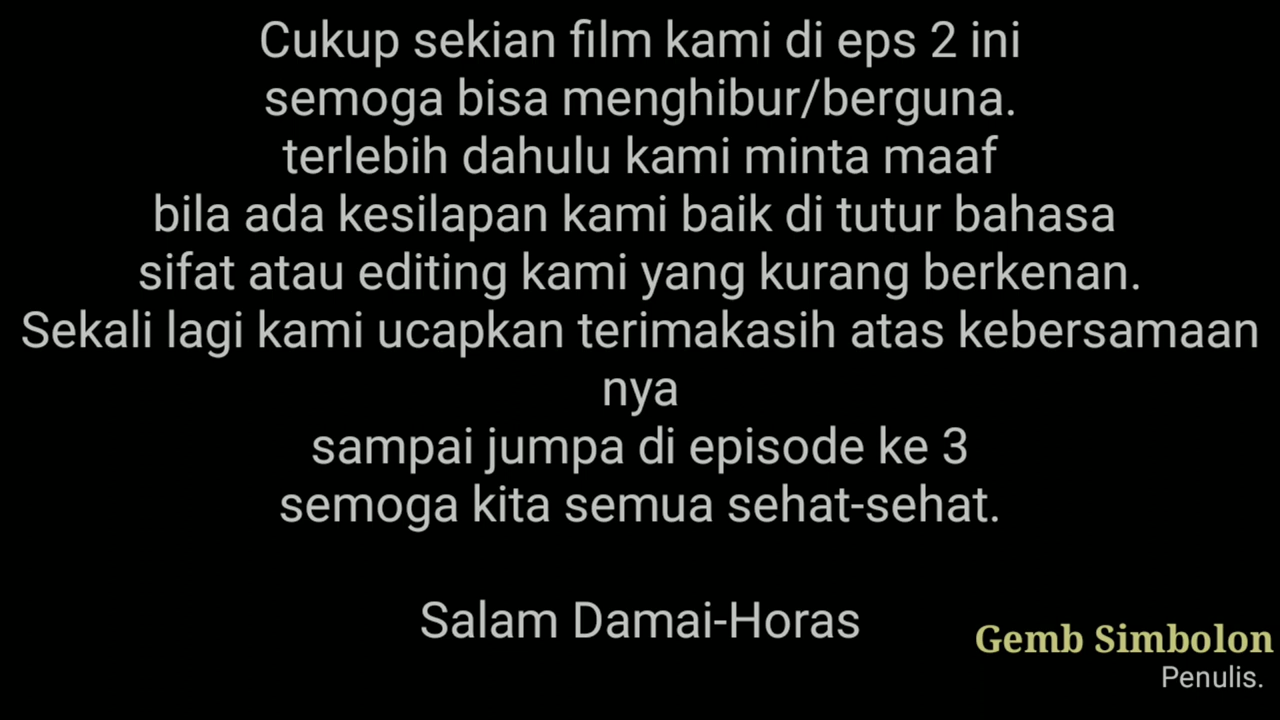 Cukup sekian film kami di eps 2 ini
semoga bisa menghibur/berguna.
terlebih dahulu kami minta maaf
bila ada kesilapan kami baik di tutur bahasa
sifat atau editing kami yang kurang berkenan.
Sekali lagi kami ucapkan terimakasih atas kebersamaan
nya
sampai jumpa di episode ke 3
semoga kita semua sehat-sehat.
Salam Damai-Horas
Gemb Simbolon
Penulis.